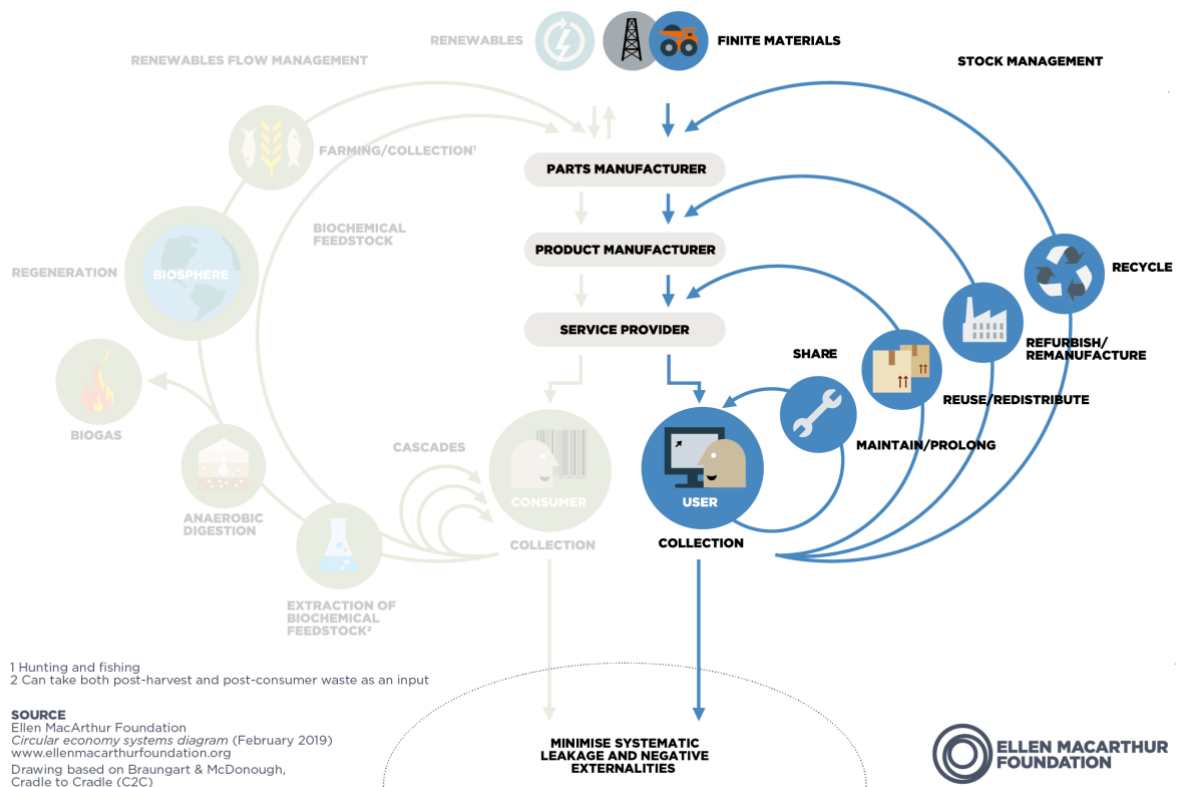 RENEWABLES
FINITE MATERIALS
RENEWABLES FLOW MANAGEMENT
STOCK MANAGEMENT
FARMING/COLLECTION¹
PARTS MANUFACTURER
BIOCHEMICAL
FEEDSTOCK
PRODUCT MANUFACTURER
REGENERATION
BIOSPHERE
RECYCLE
SERVICE PROVIDER
SHARE
REFURBISH/
REMANUFACTURE
REUSE/REDISTRIBUTE
BIOGAS
CASCADES
MAINTAIN/PROLONG
CONSUMER
USER
ANAEROBIC
DIGESTION
COLLECTION
COLLECTION
EXTRACTION OF
BIOCHEMICAL
FEEDSTOCK²
1 Hunting and fishing
2 Can take both post-harvest and post-consumer waste as an input
SOURCE
Ellen MacArthur Foundation
Circular economy systems diagram (February 2019)
www.ellenmacarthurfoundation.org
Drawing based on Braungart & McDonough,
Cradle to Cradle (C2C)
MINIMISE SYSTEMATIC
LEAKAGE AND NEGATIVE
EXTERNALITIES
ELLEN MACARTHUR
FOUNDATION